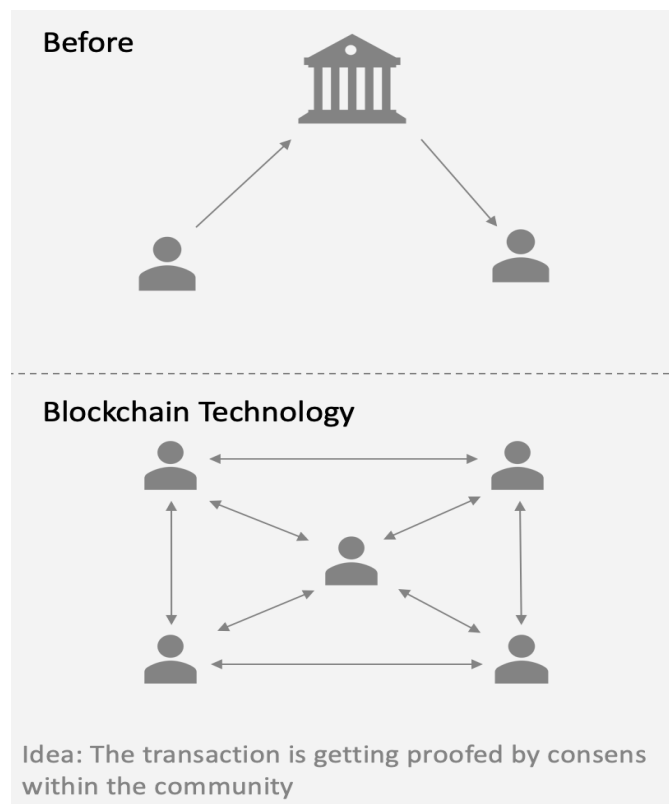 Before
Blockchain Technology
Idea: The transaction is getting proofed by consens
within the community